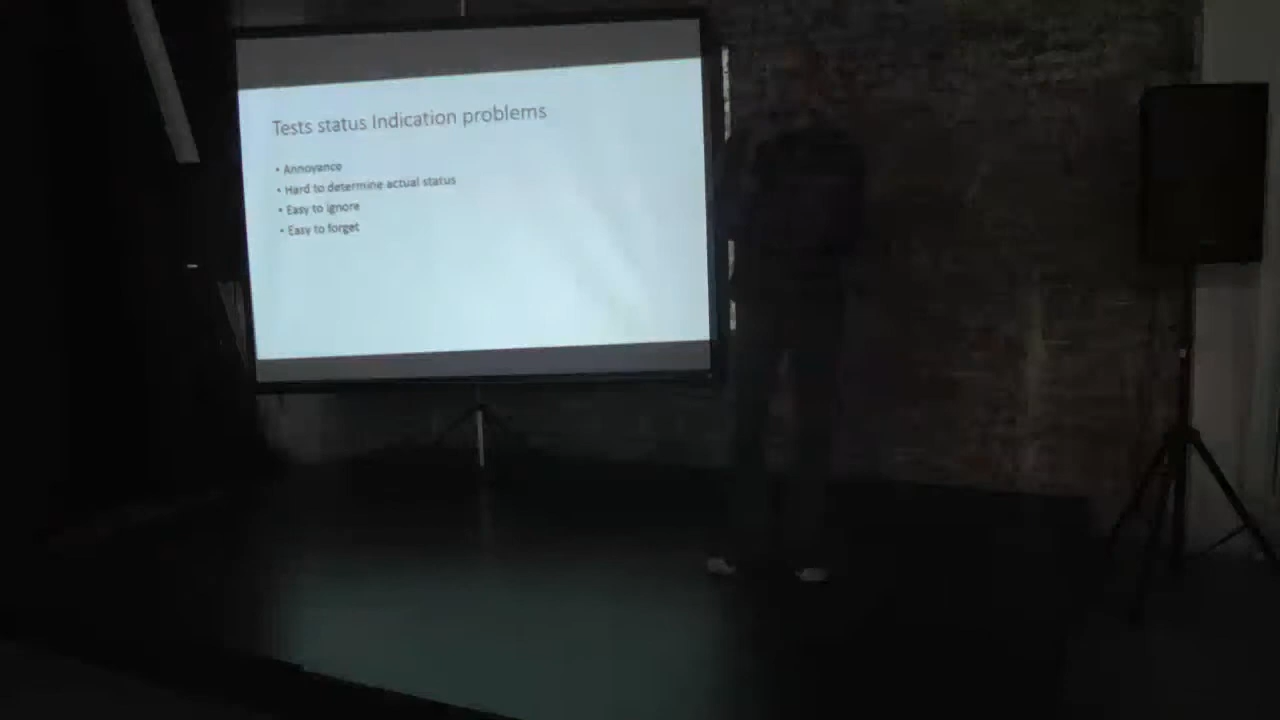 Tests status Indication problems
• Annoyance
• Hard to determine actual status
• Easy to ignore
• Easy to forget